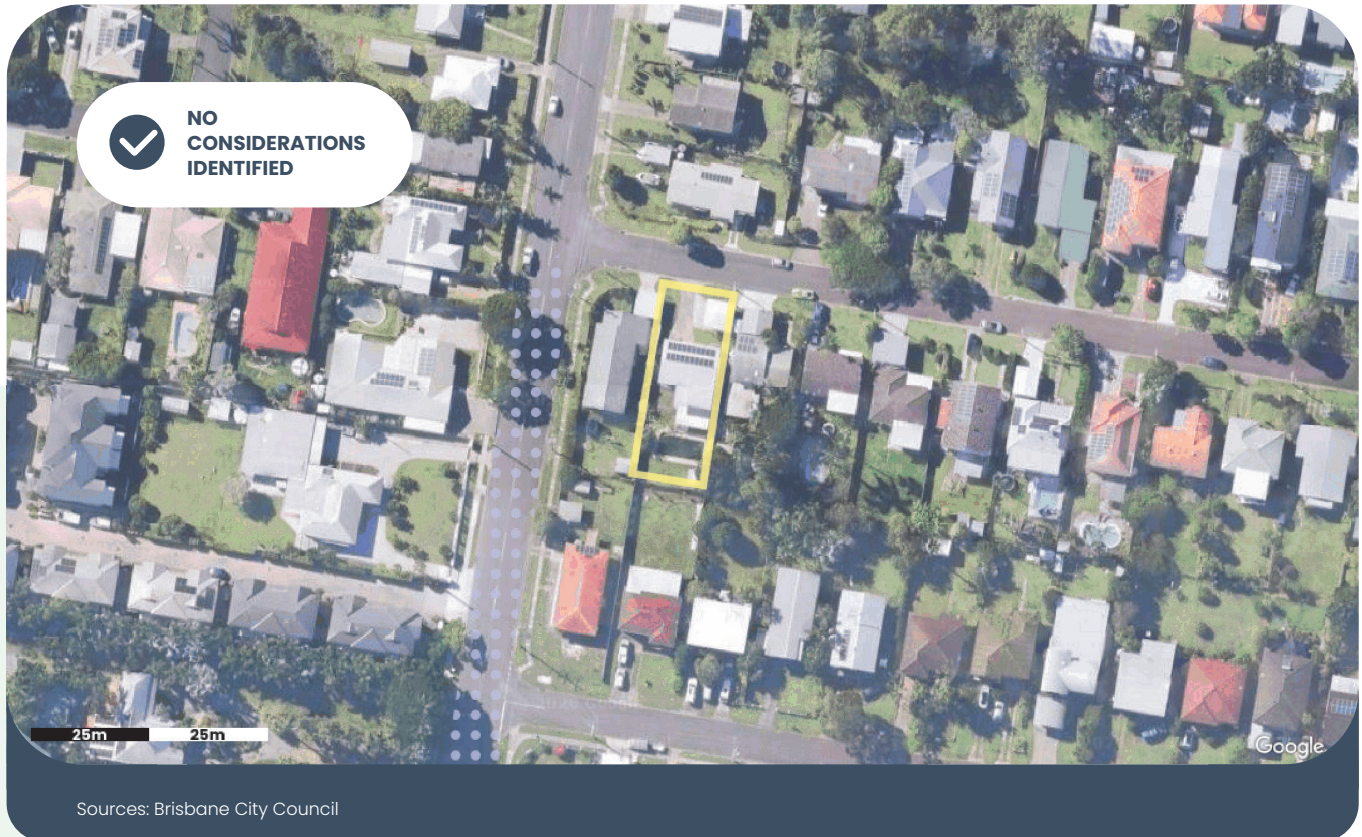 NO
CONSIDERATIONS
IDENTIFIED
25m 25m
Google
Sources: Brisbane City Council